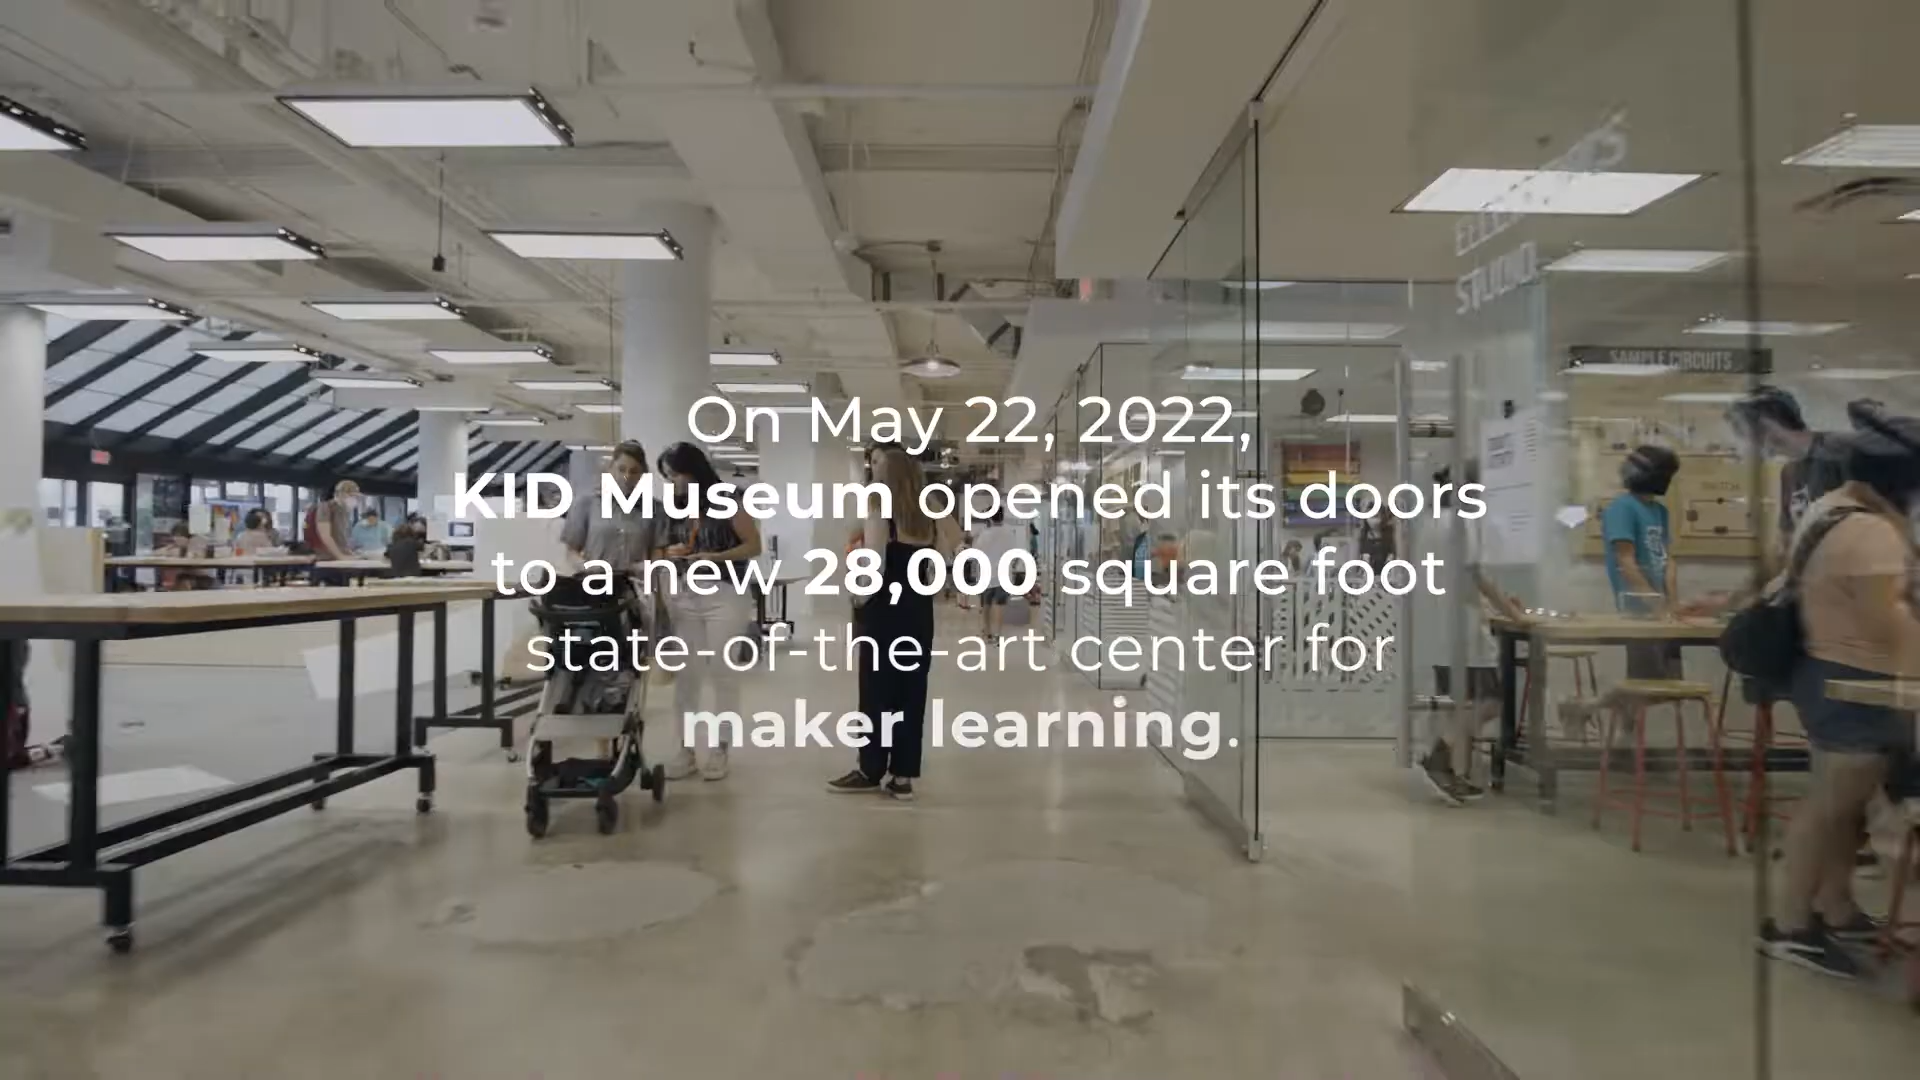 On May 22, 2022,
KID Museum opened its doors
to a new 28,000 square foot
state-of-the-art center for
maker learning.
STUDIO
SAMPLE CIRCUITS